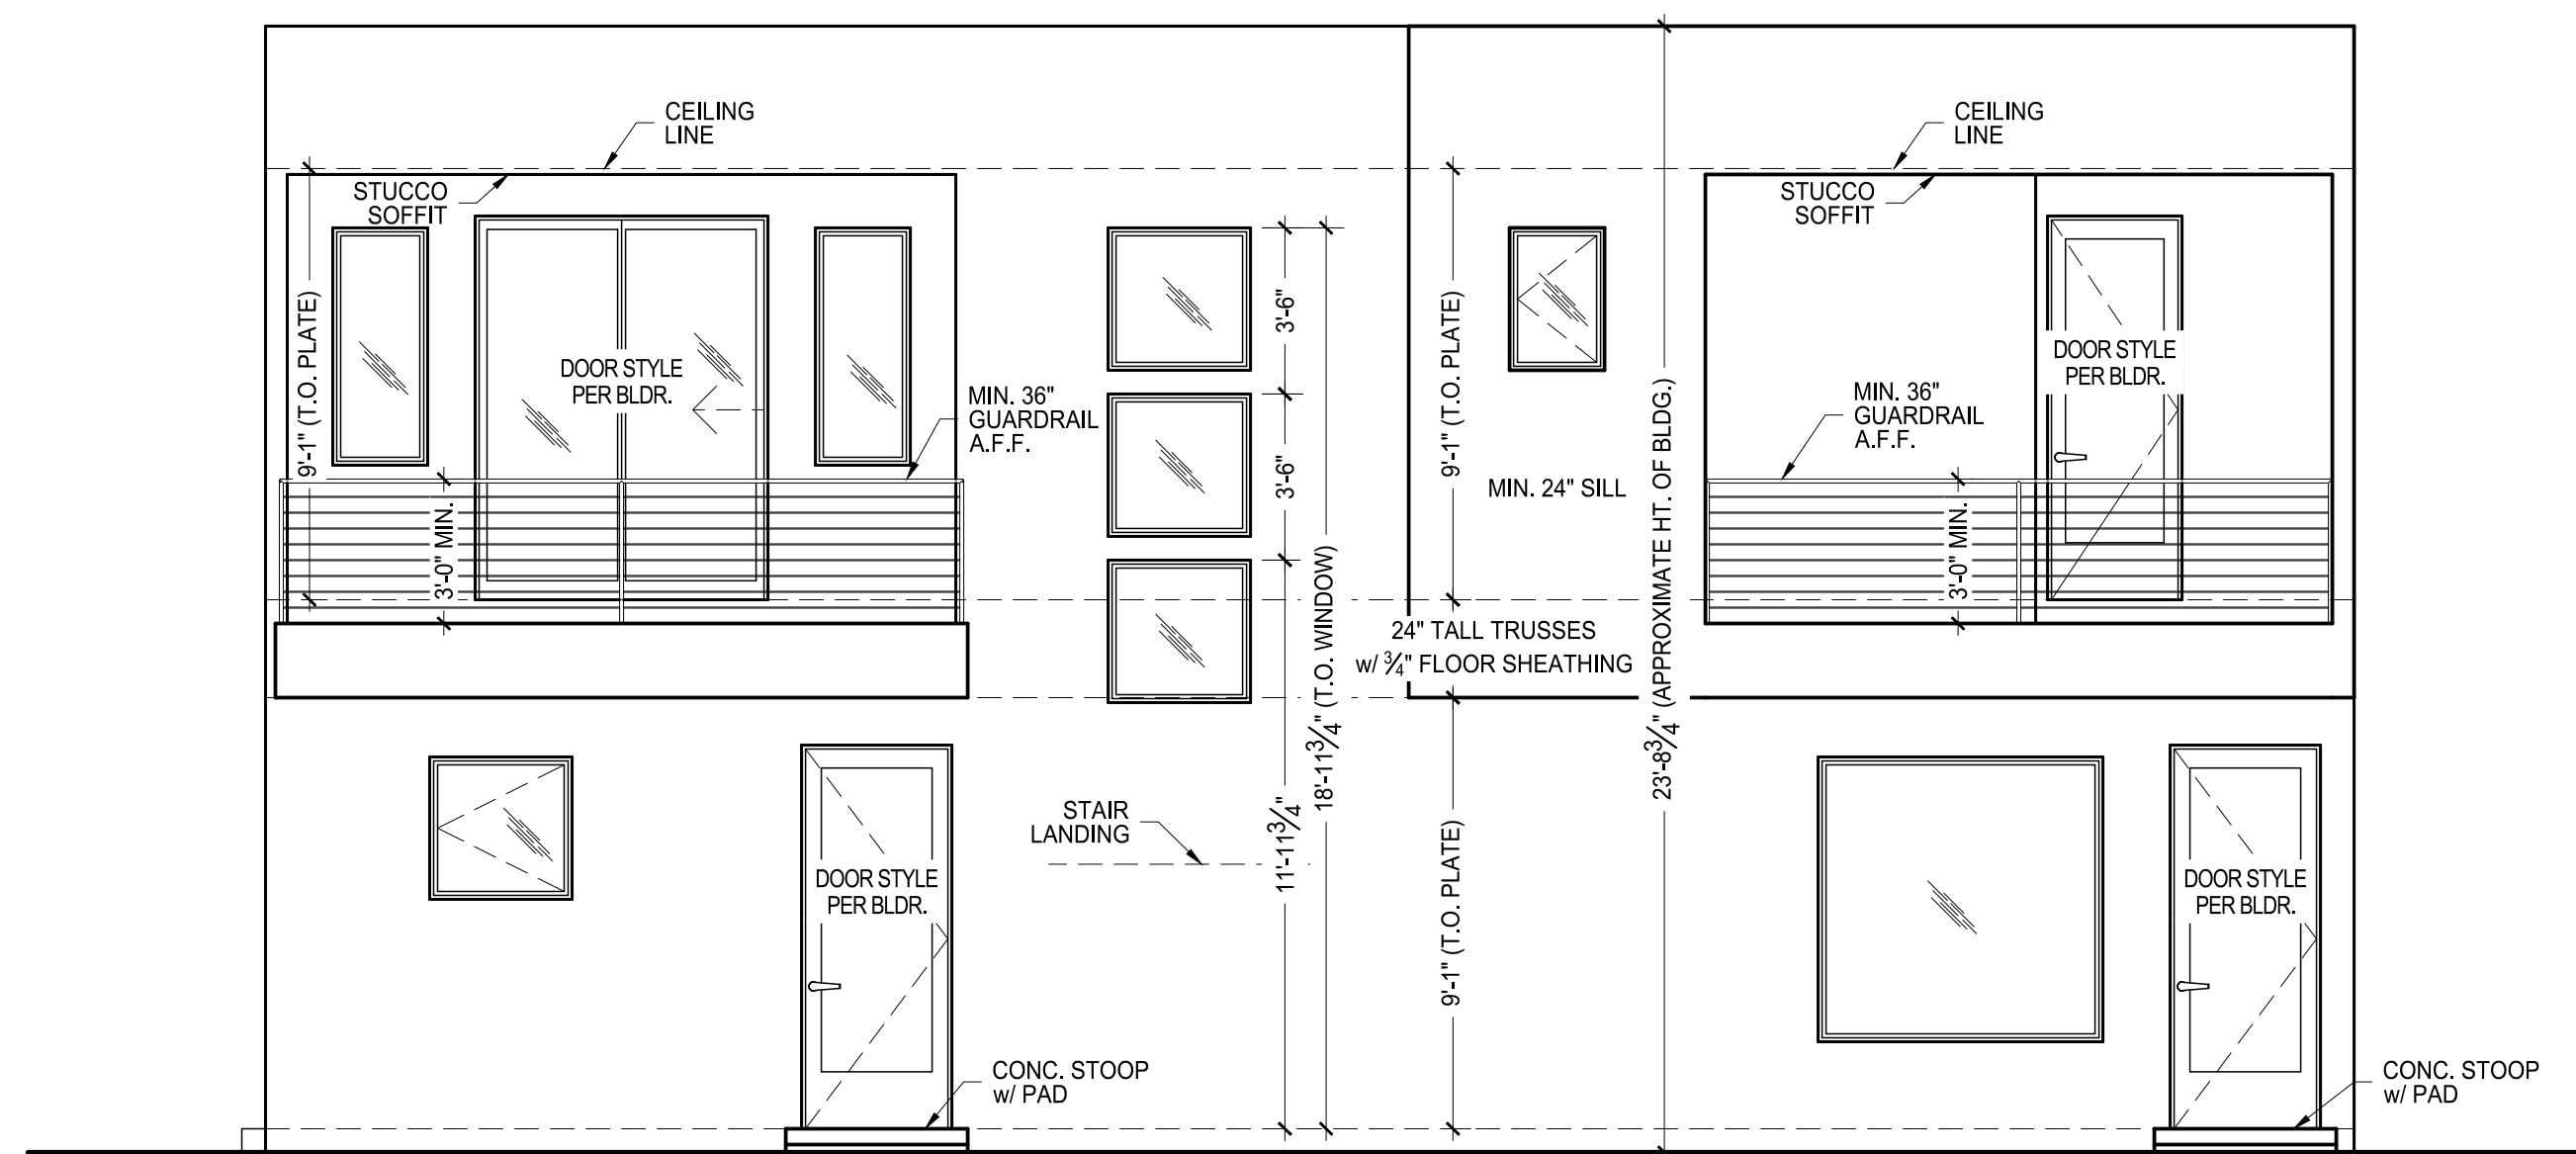 CEILING
LINE
CEILING
LINE
STUCCO
SOFFIT
STUCCO
SOFFIT
9'-1" (T.O. PLATE)
DOOR STYLE
PER BLDR.
3'-0" MIN.
MIN. 36"
GUARDRAIL
A.F.F.
3'-6"
3'-6"
11'-11¾"
18'-11¾" (T.O. WINDOW)
9'-1" (T.O. PLATE)
MIN. 24" SILL
23'-8¾" (APPROXIMATE HT. OF BLDG.)
MIN. 36"
GUARDRAIL
A.F.F.
DOOR STYLE
PER BLDR.
3'-0" MIN.
24" TALL TRUSSES
w/ ¾" FLOOR SHEATHING
STAIR
LANDING
DOOR STYLE
PER BLDR.
9'-1" (T.O. PLATE)
DOOR STYLE
PER BLDR.
CONC. STOOP
w/ PAD
CONC. STOOP
w/ PAD